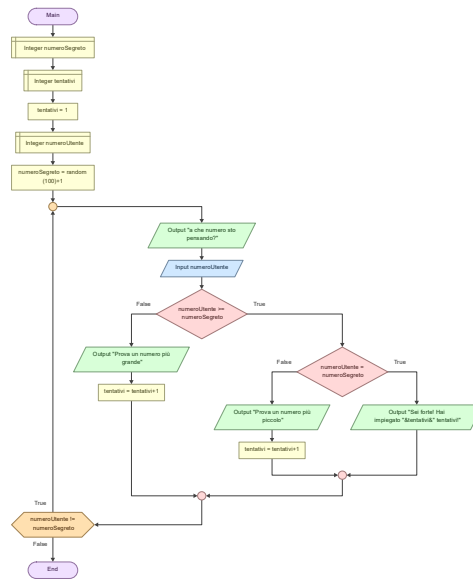 Main
Integer numeroSegreto
Integer tentativi
tentativi = 1
Integer numeroUtente
numeroSegreto = random
(100)+1
Output "a che numero sto
pensando?"
Input numeroUtente
numeroUtente >=
numeroSegreto
False
True
Output "Prova un numero più
grande"
tentativi = tentativi+1
numeroUtente =
numeroSegreto
False
True
Output "Prova un numero più
piccolo"
tentativi = tentativi+1
Output "Sei forte! Hai
impiegato "&tentativi&" tentativi!"
True
numeroUtente !=
numeroSegreto
False
End